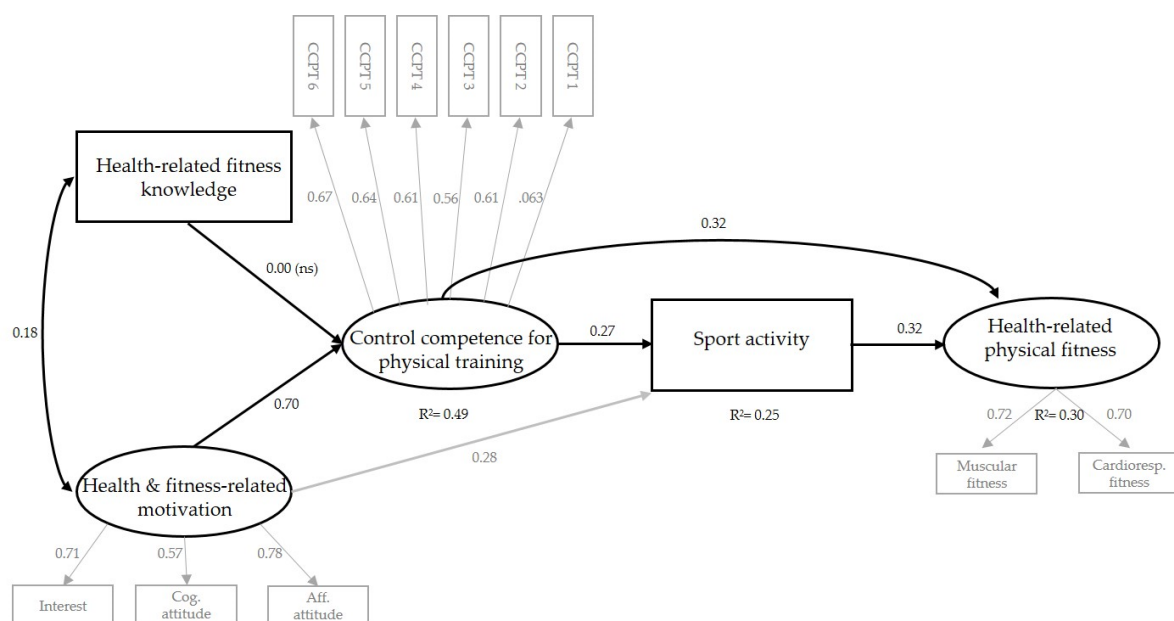 CCPT 6
CCPT 5
CCPT 4
CCPT 3
CCPT 2
CCPT 1
Health-related fitness
knowledge
0.67
0.64
0.61
0.56
0.61
.063
0.32
0.00 (ns)
0.18
Control competence for
physical training
0.27
Sport activity
0.32
Health-related
physical fitness
0.70
R²= 0.49
R²= 0.25
0.72
R²= 0.30
0.70
0.28
Muscular
fitness
Cardioresp.
fitness
Health & fitness-related
motivation
0.71
0.57
0.78
Interest
Cog.
attitude
Aff.
attitude